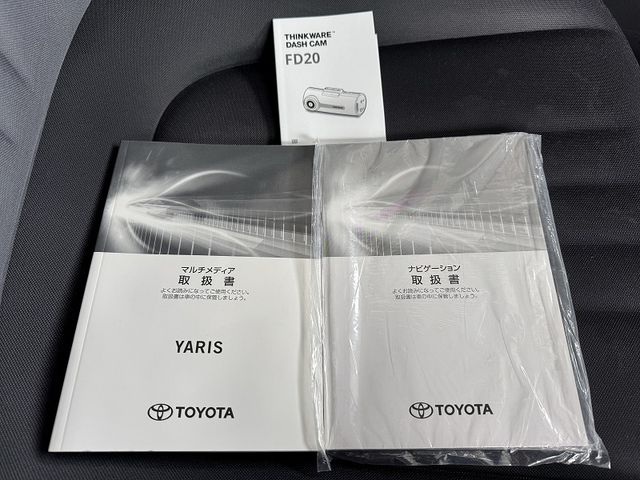 THINKWARE™
DASH CAM
FD20
マルチメディア
取扱書
よくお読みになってご使用ください。
取扱書は車の中に保管しましょう。
YARIS
TOYOTA
ナビゲーション
取扱書
よくお読みになってご使用ください。
取扱書は車の中に保管しましょう。
TOYOTA